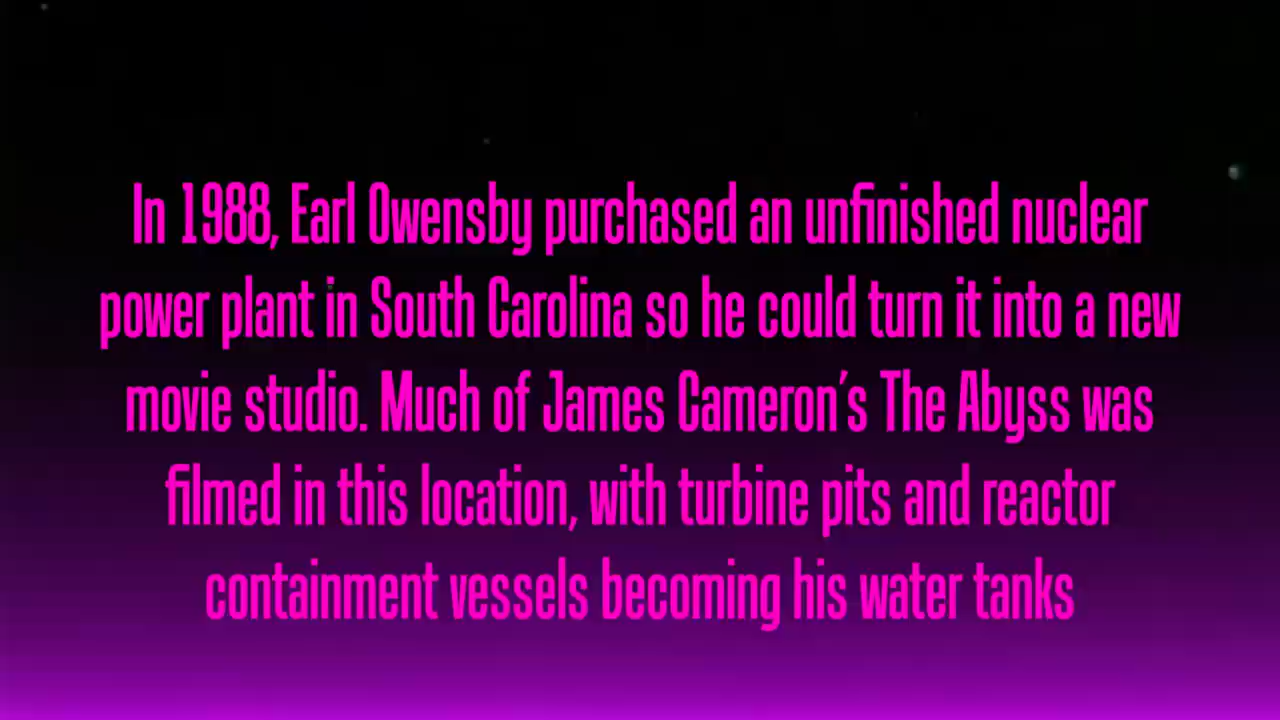 In 1988, Earl Owensby purchased an unfinished nuclear
power plant in South Carolina so he could turn it into a new
movie studio. Much of James Cameron's The Abyss was
filmed in this location, with turbine pits and reactor
containment vessels becoming his water tanks